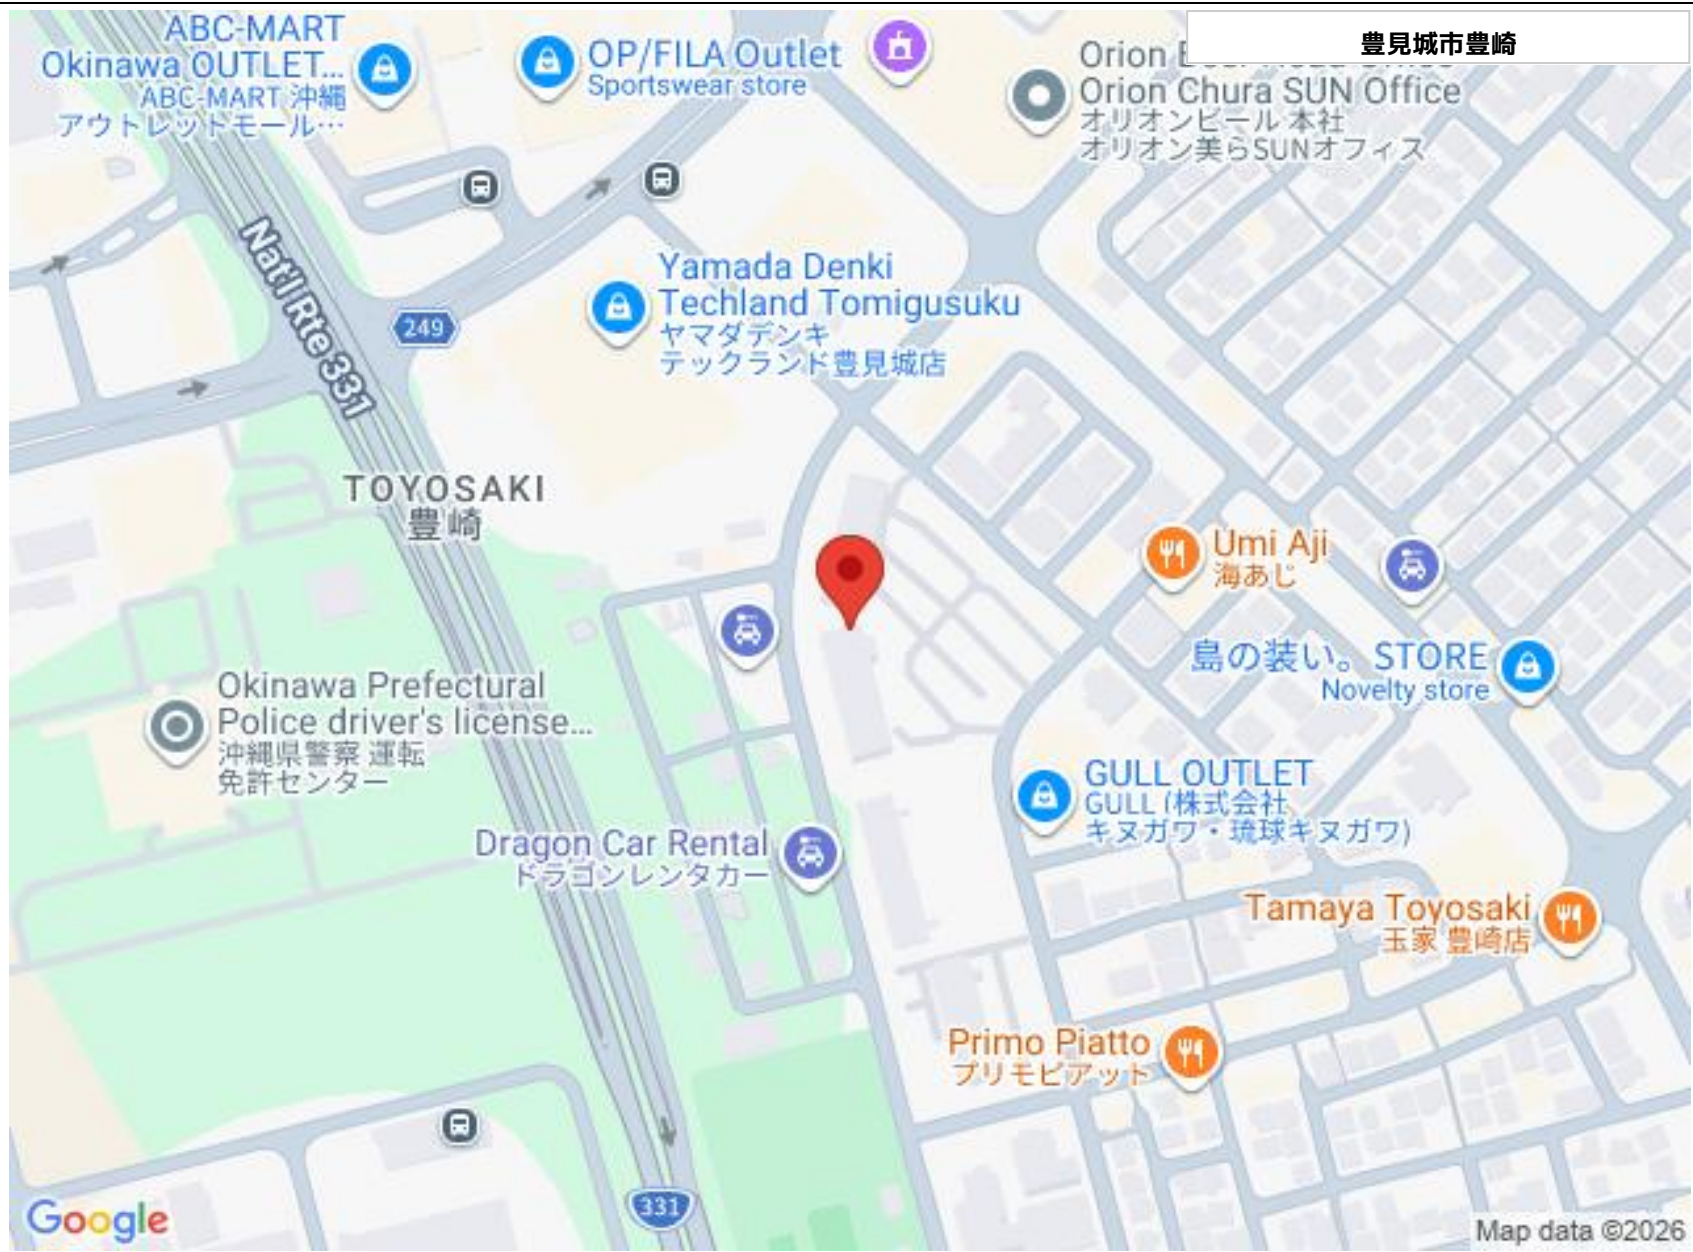 豊見城市豊崎
ABC-MART
Okinawa OUTLET...
ABC-MART 沖縄
アウトレットモール…
OP/FILA Outlet
Sportswear store
Orion
Orion Chura SUN Office
オリオンビール 本社
オリオン美らSUNオフィス
Nat'l Rte 331
249
Yamada Denki
Techland Tomigusuku
ヤマダデンキ
テックランド豊見城店
TOYOSAKI
豊崎
Umi Aji
海あじ
島の装い。STORE
Novelty store
Okinawa Prefectural
Police driver's license...
沖縄県警察 運転
免許センター
GULL OUTLET
GULL (株式会社
キヌガワ・琉球キヌガワ)
Dragon Car Rental
ドラゴンレンタカー
Tamaya Toyosaki
玉家 豊崎店
Primo Piatto
プリモピアット
331
Google
Map data ©2026